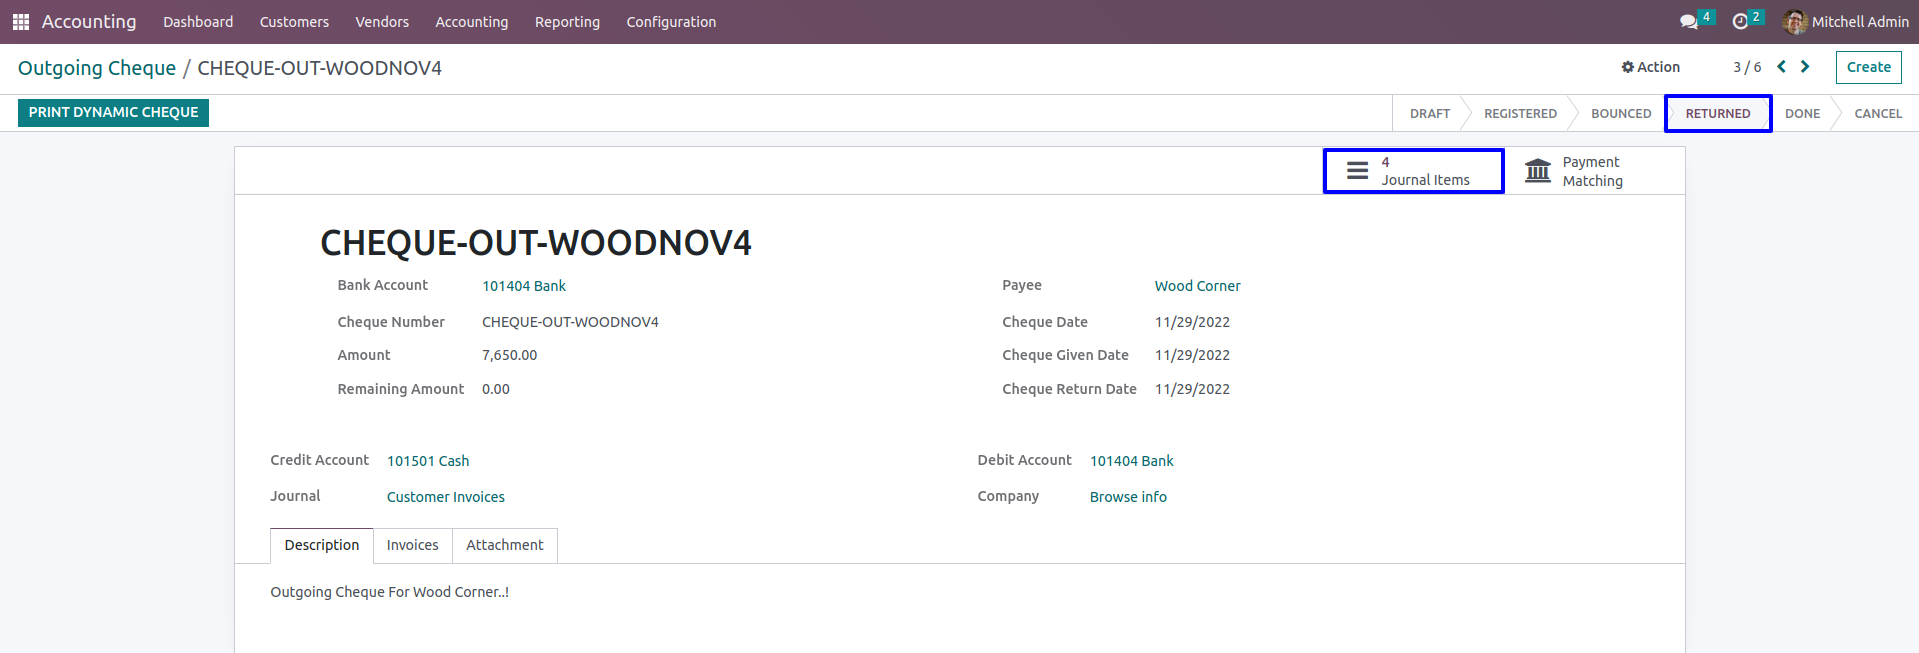 Accounting Dashboard Customers Vendors Accounting Reporting Configuration 4 2 Mitchell Admin
Outgoing Cheque / CHEQUE-OUT-WOODNOV4 Action 3 / 6 Create
PRINT DYNAMIC CHEQUE DRAFT REGISTERED BOUNCED RETURNED DONE CANCEL
4
Journal Items
Payment
Matching
CHEQUE-OUT-WOODNOV4
Bank Account 101404 Bank Payee Wood Corner
Cheque Number CHEQUE-OUT-WOODNOV4 Cheque Date 11/29/2022
Amount 7,650.00 Cheque Given Date 11/29/2022
Remaining Amount 0.00 Cheque Return Date 11/29/2022
Credit Account 101501 Cash Debit Account 101404 Bank
Journal Customer Invoices Company Browse info
Description Invoices Attachment
Outgoing Cheque For Wood Corner..!